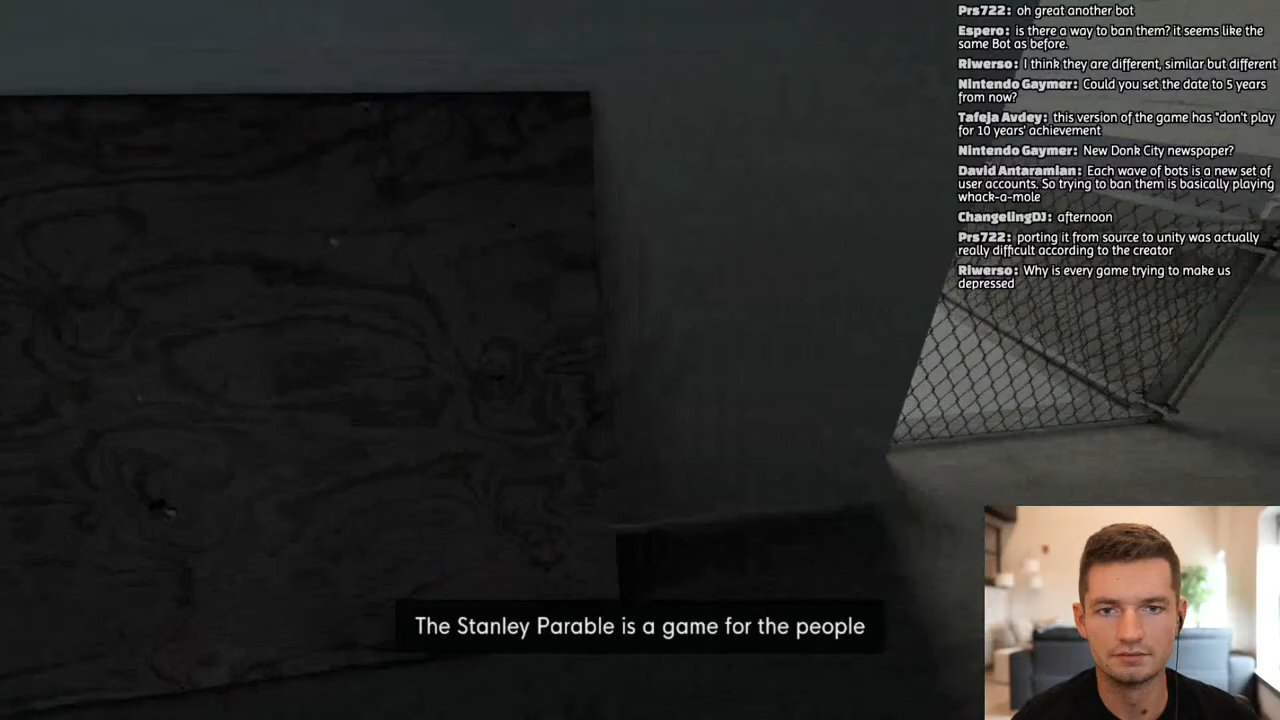 Prs722: oh great another bot
Espero: is there a way to ban them? it seems like the
same Bot as before.
Riwerso: I think they are different, similar but different
Nintendo Gaymer: Could you set the date to 5 years
from now?
Tafeja Avdey: this version of the game has "don't play
for 10 years' achievement
Nintendo Gaymer: New Donk City newspaper?
David Antaramian: Each wave of bots is a new set of
user accounts. So trying to ban them is basically playing
whack-a-mole
ChangelingDJ: afternoon
Prs722: porting it from source to unity was actually
really difficult according to the creator
Riwerso: Why is every game trying to make us
depressed
The Stanley Parable is a game for the people